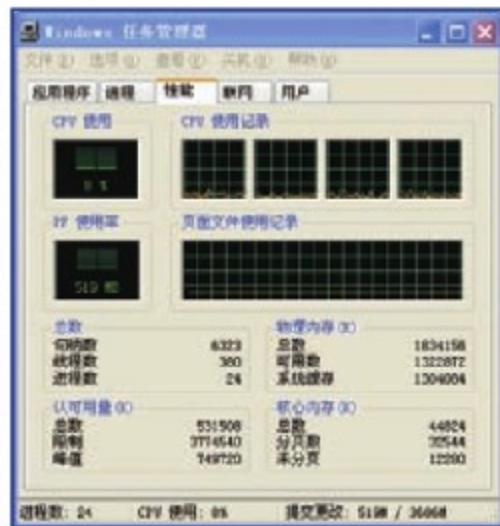 Windows 任务管理器
文件(F) 选项(O) 查看(V) 关机(U) 帮助(H)
应用程序 进程 性能 联网 用户
CPU 使用 CPU 使用记录
0 %
PF 使用率 页面文件使用记录
519 MB
总数 物理内存(K)
句柄数 6323 总数 1834156
线程数 380 可用数 1322872
进程数 24 系统缓存 1304084
认可用量(K) 核心内存(K)
总数 531508 总数 44824
限制 3774540 分页数 32544
峰值 749720 未分页 12280
进程数: 24 CPU 使用: 0% 提交更改: 519M / 3686M